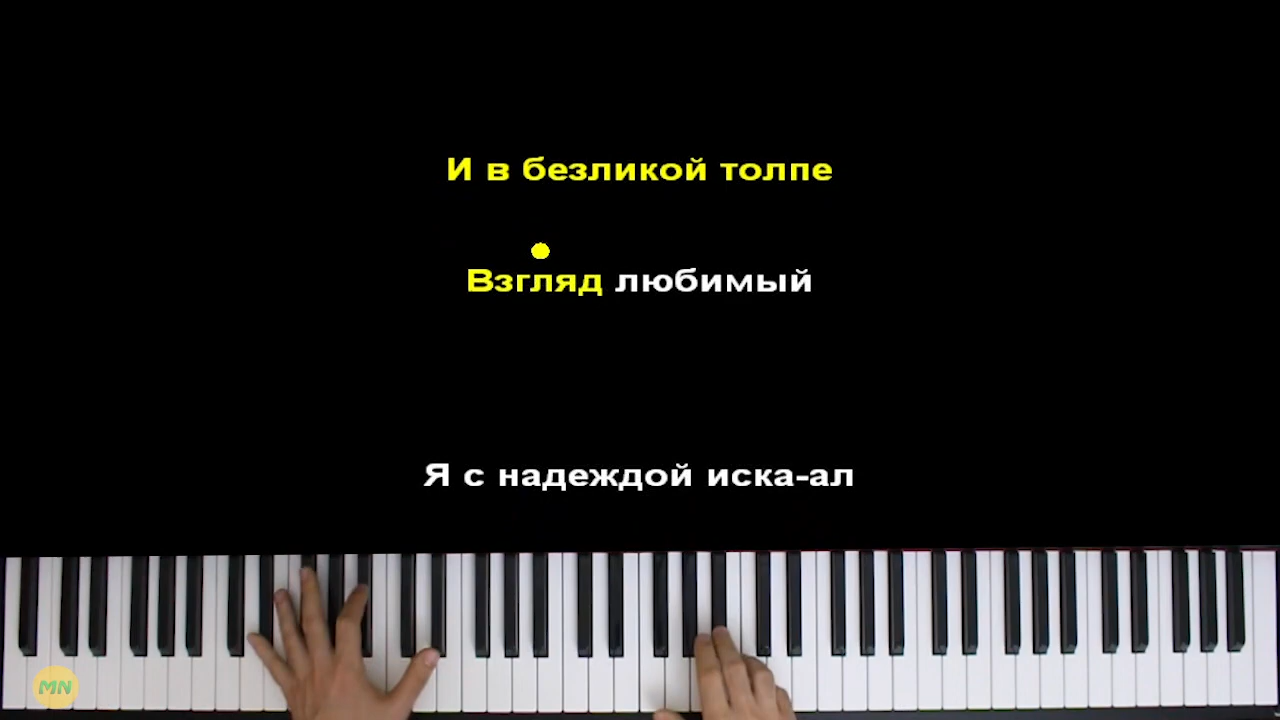 И в безликой толпе
Взгляд любимый
Я с надеждой иска-ал
MN